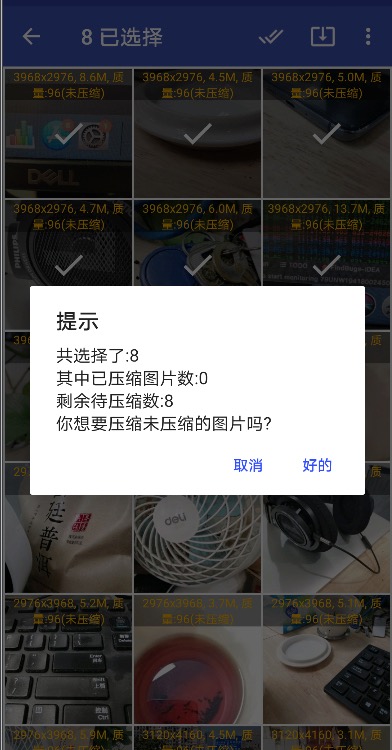 8 已选择
3968x2976, 8.6M, 质
量:96(未压缩)
3968x2976, 4.5M, 质
量:96(未压缩)
3968x2976, 5.0M, 质
量:96(未压缩)
DELL
3968x2976, 4.7M, 质
量:96(未压缩)
3968x2976, 6.0M, 质
量:96(未压缩)
3968x2976, 13.7M, 质
量:96(未压缩)
PHILIPS
提示
共选择了:8
其中已压缩图片数:0
剩余待压缩数:8
你想要压缩未压缩的图片吗?
取消
好的
廷
普洱
deli
2976x3968, 5.2M, 质
量:96(未压缩)
2976x3968, 3.7M, 质
量:96(未压缩)
2976x3968, 5.1M, 质
量:96(未压缩)
2976x3968, 5.9M, 质
3120x4160, 4.5M, 质
3120x4160, 3.1M, 质